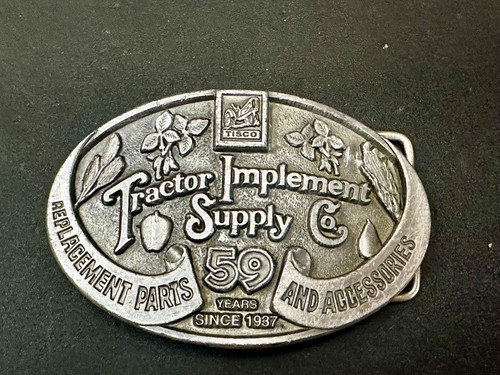 TISCO
Tractor Implement
Supply Co.
59
YEARS
SINCE 1937
REPLACEMENT PARTS
AND ACCESSORIES